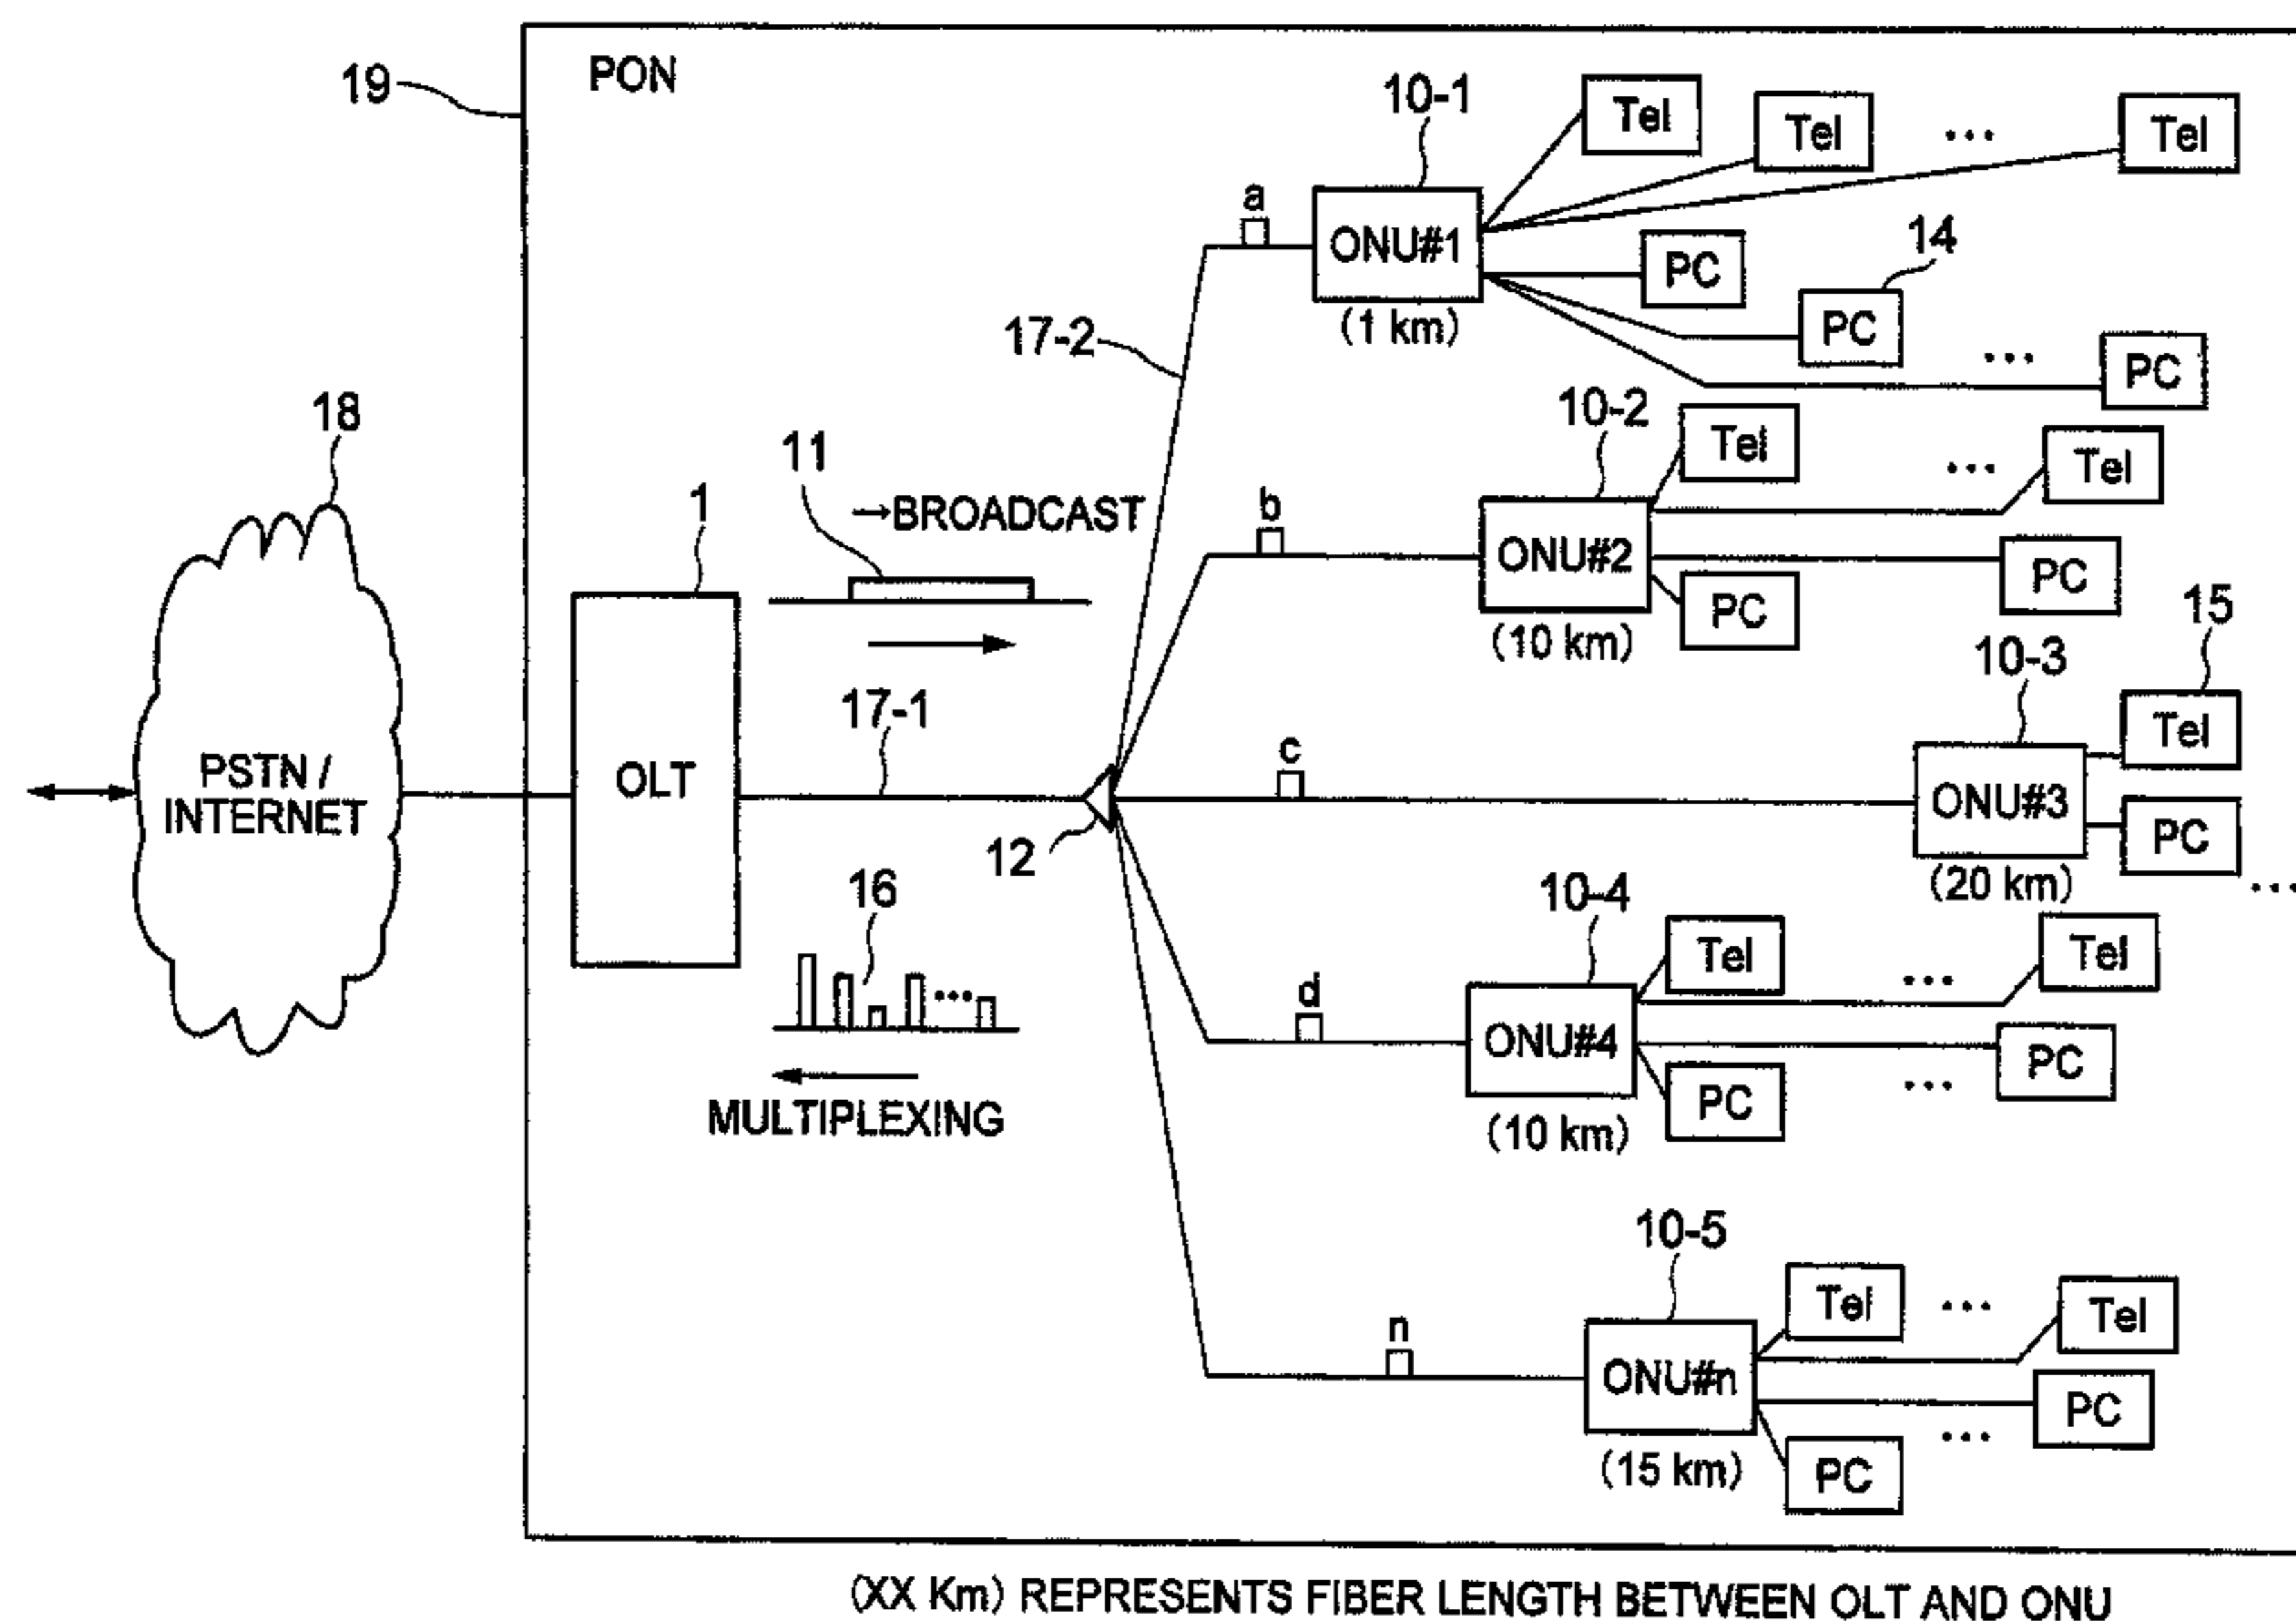 19
PON
10-1
Tel
Tel
...
Tel
a
ONU#1
(1 km)
PC
14
PC
...
PC
17-2
18
10-2
Tel
...
Tel
11
→BROADCAST
1
b
ONU#2
(10 km)
PC
PC
15
10-3
Tel
17-1
c
PSTN /
INTERNET
OLT
ONU#3
(20 km)
PC
...
12
16
10-4
Tel
...
Tel
...
d
ONU#4
(10 km)
PC
...
PC
MULTIPLEXING
10-5
Tel
...
Tel
n
ONU#n
(15 km)
PC
...
PC
(XX Km) REPRESENTS FIBER LENGTH BETWEEN OLT AND ONU